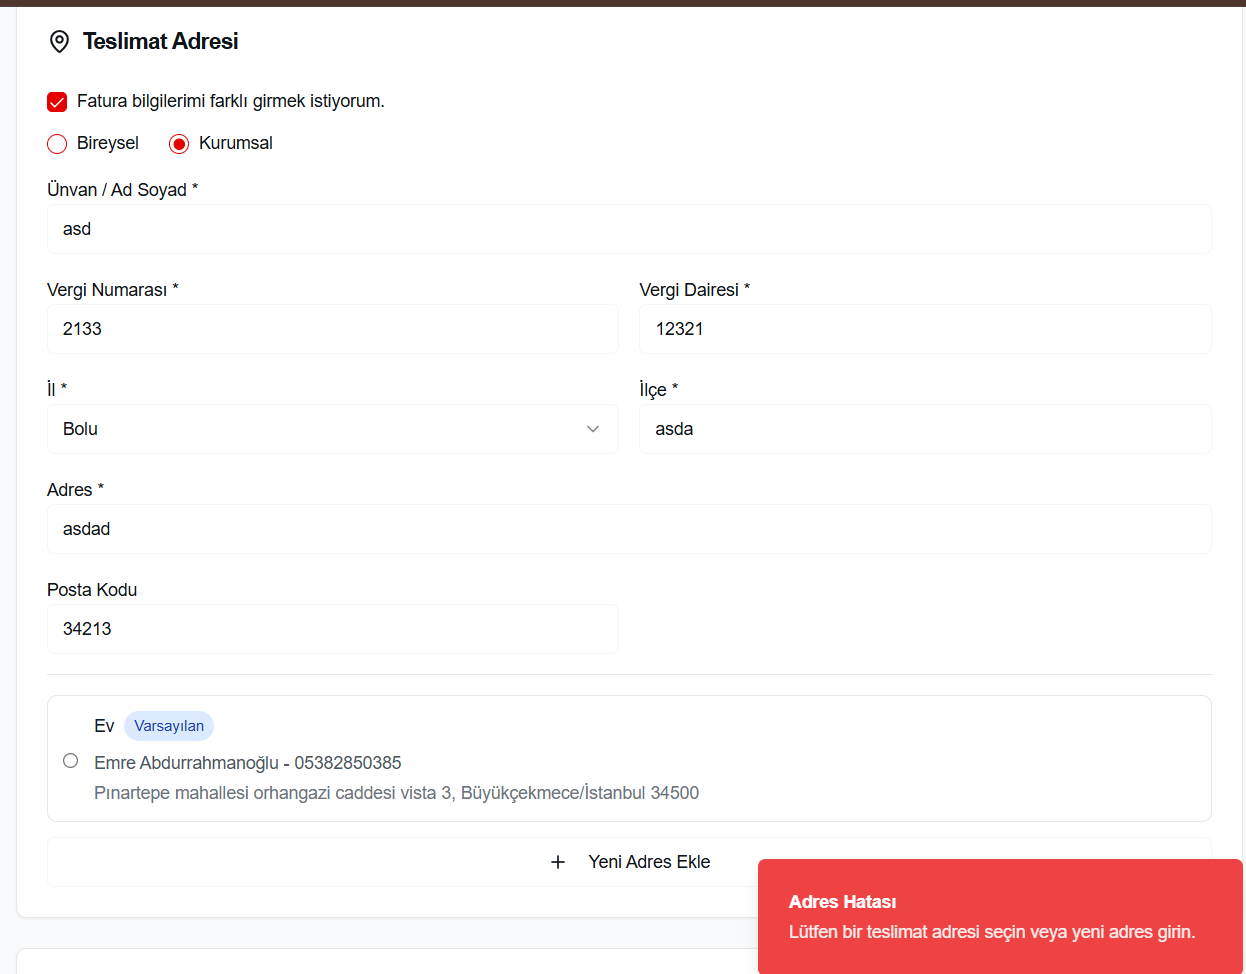 Teslimat Adresi
Fatura bilgilerimi farklı girmek istiyorum.
Bireysel Kurumsal
Ünvan / Ad Soyad *
asd
Vergi Numarası * Vergi Dairesi *
2133 12321
İl * İlçe *
Bolu asda
Adres *
asdad
Posta Kodu
34213
Ev Varsayılan
Emre Abdurrahmanoğlu - 05382850385
Pınartepe mahallesi orhangazi caddesi vista 3, Büyükçekmece/İstanbul 34500
+ Yeni Adres Ekle
Adres Hatası
Lütfen bir teslimat adresi seçin veya yeni adres girin.